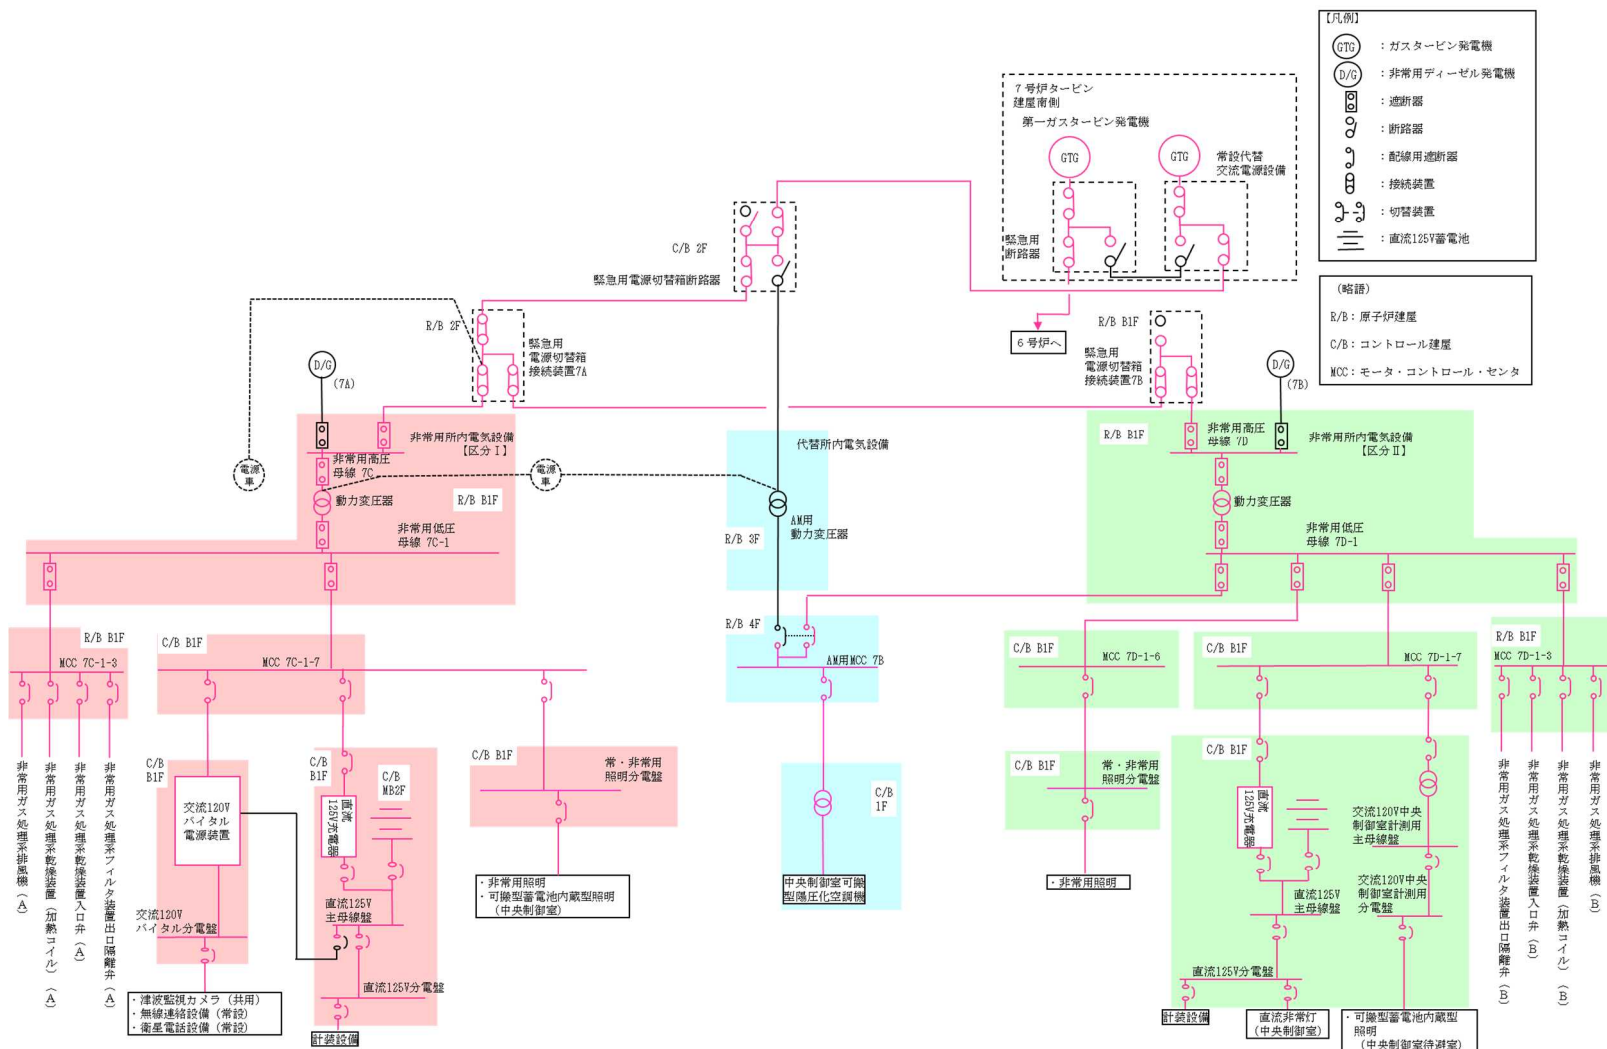 【凡例】
GTG
：ガスタービン発電機
D/G
：非常用ディーゼル発電機
：遮断器
：断路器
：配線用遮断器
：接続装置
：切替装置
：直流125V蓄電池
(略語)
R/B：原子炉建屋
C/B：コントロール建屋
MCC：モータ・コントロール・センタ
7号炉タービン
建屋南側
第一ガスタービン発電機
GTG
GTG
常設代替
交流電源設備
緊急用
断路器
6号炉へ
C/B 2F
緊急用電源切替箱断路器
R/B 2F
緊急用
電源切替箱
接続装置7A
R/B B1F
緊急用
電源切替箱
接続装置7B
D/G
(7A)
D/G
(7B)
電源
車
電源
車
非常用所内電気設備
【区分Ⅰ】
非常用高圧
母線 7C
動力変圧器
R/B B1F
非常用低圧
母線 7C-1
代替所内電気設備
AM用
動力変圧器
R/B 3F
R/B B1F
非常用高圧
母線 7D
非常用所内電気設備
【区分Ⅱ】
動力変圧器
非常用低圧
母線 7D-1
R/B B1F
MCC 7C-1-3
非常用ガス処理系排風機(A)
非常用ガス処理系乾燥装置(加熱コイル)(A)
非常用ガス処理系乾燥装置入口弁(A)
非常用ガス処理系フィルタ装置出口隔離弁(A)
C/B B1F
MCC 7C-1-7
C/B
B1F
交流120V
バイタル
電源装置
交流120V
バイタル分電盤
・津波監視カメラ(共用)
・無線連絡設備(常設)
・衛星電話設備(常設)
C/B
B1F
直流
125V充電器
C/B
MB2F
直流125V
主母線盤
直流125V分電盤
計装設備
C/B B1F
常・非常用
照明分電盤
・非常用照明
・可搬型蓄電池内蔵型照明
(中央制御室)
R/B 4F
AM用MCC 7B
C/B
1F
中央制御室可搬
型陽圧化空調機
C/B B1F
MCC 7D-1-6
C/B B1F
常・非常用
照明分電盤
・非常用照明
C/B B1F
MCC 7D-1-7
C/B B1F
直流
125V充電器
直流125V
主母線盤
直流125V分電盤
計装設備
直流非常灯
(中央制御室)
交流120V中央
制御室計測用
主母線盤
交流120V中央
制御室計測用
分電盤
・可搬型蓄電池内蔵型
照明
(中央制御室待避室)
R/B B1F
MCC 7D-1-3
非常用ガス処理系フィルタ装置出口隔離弁(B)
非常用ガス処理系乾燥装置入口弁(B)
非常用ガス処理系乾燥装置(加熱コイル)(B)
非常用ガス処理系排風機(B)